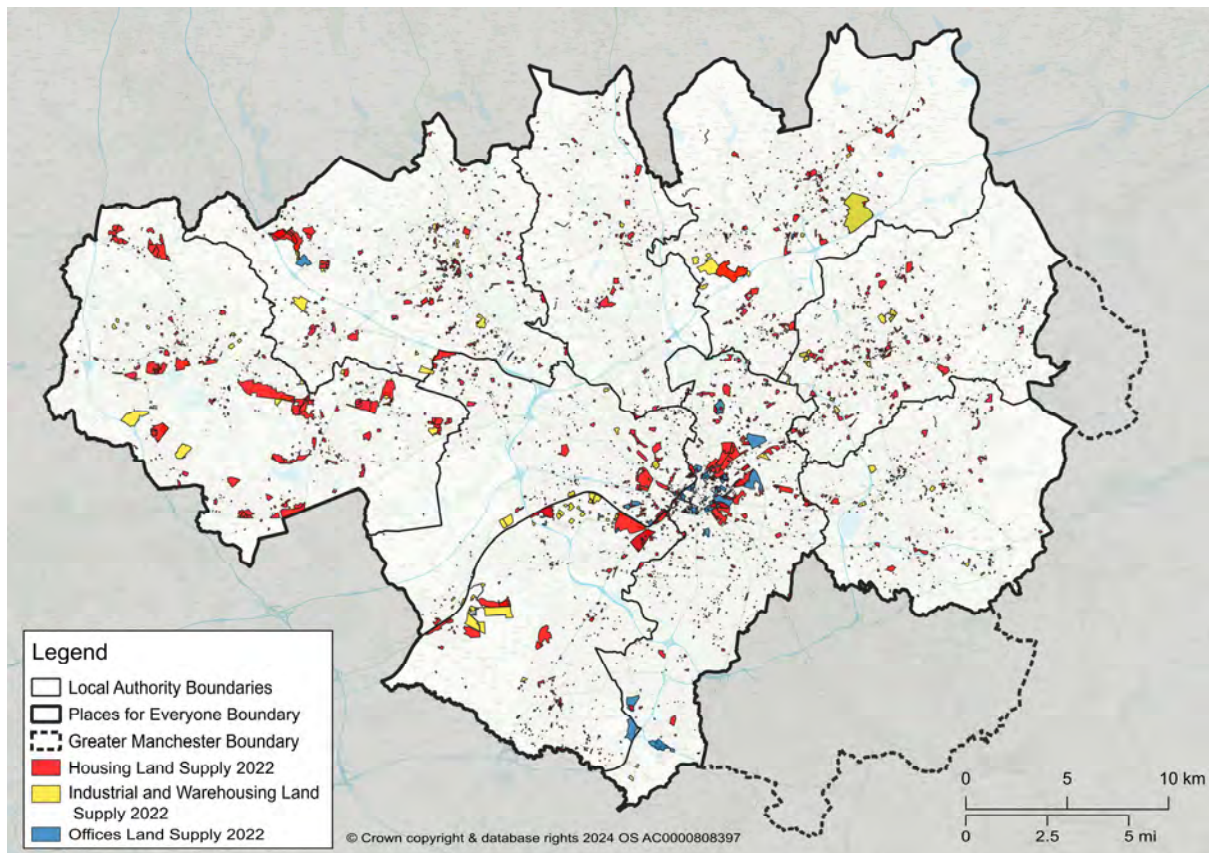 Legend
Local Authority Boundaries
Places for Everyone Boundary
Greater Manchester Boundary
Housing Land Supply 2022
Industrial and Warehousing Land
Supply 2022
Offices Land Supply 2022
© Crown copyright & database rights 2024 OS AC0000808397
0 5 10 km
0 2.5 5 mi